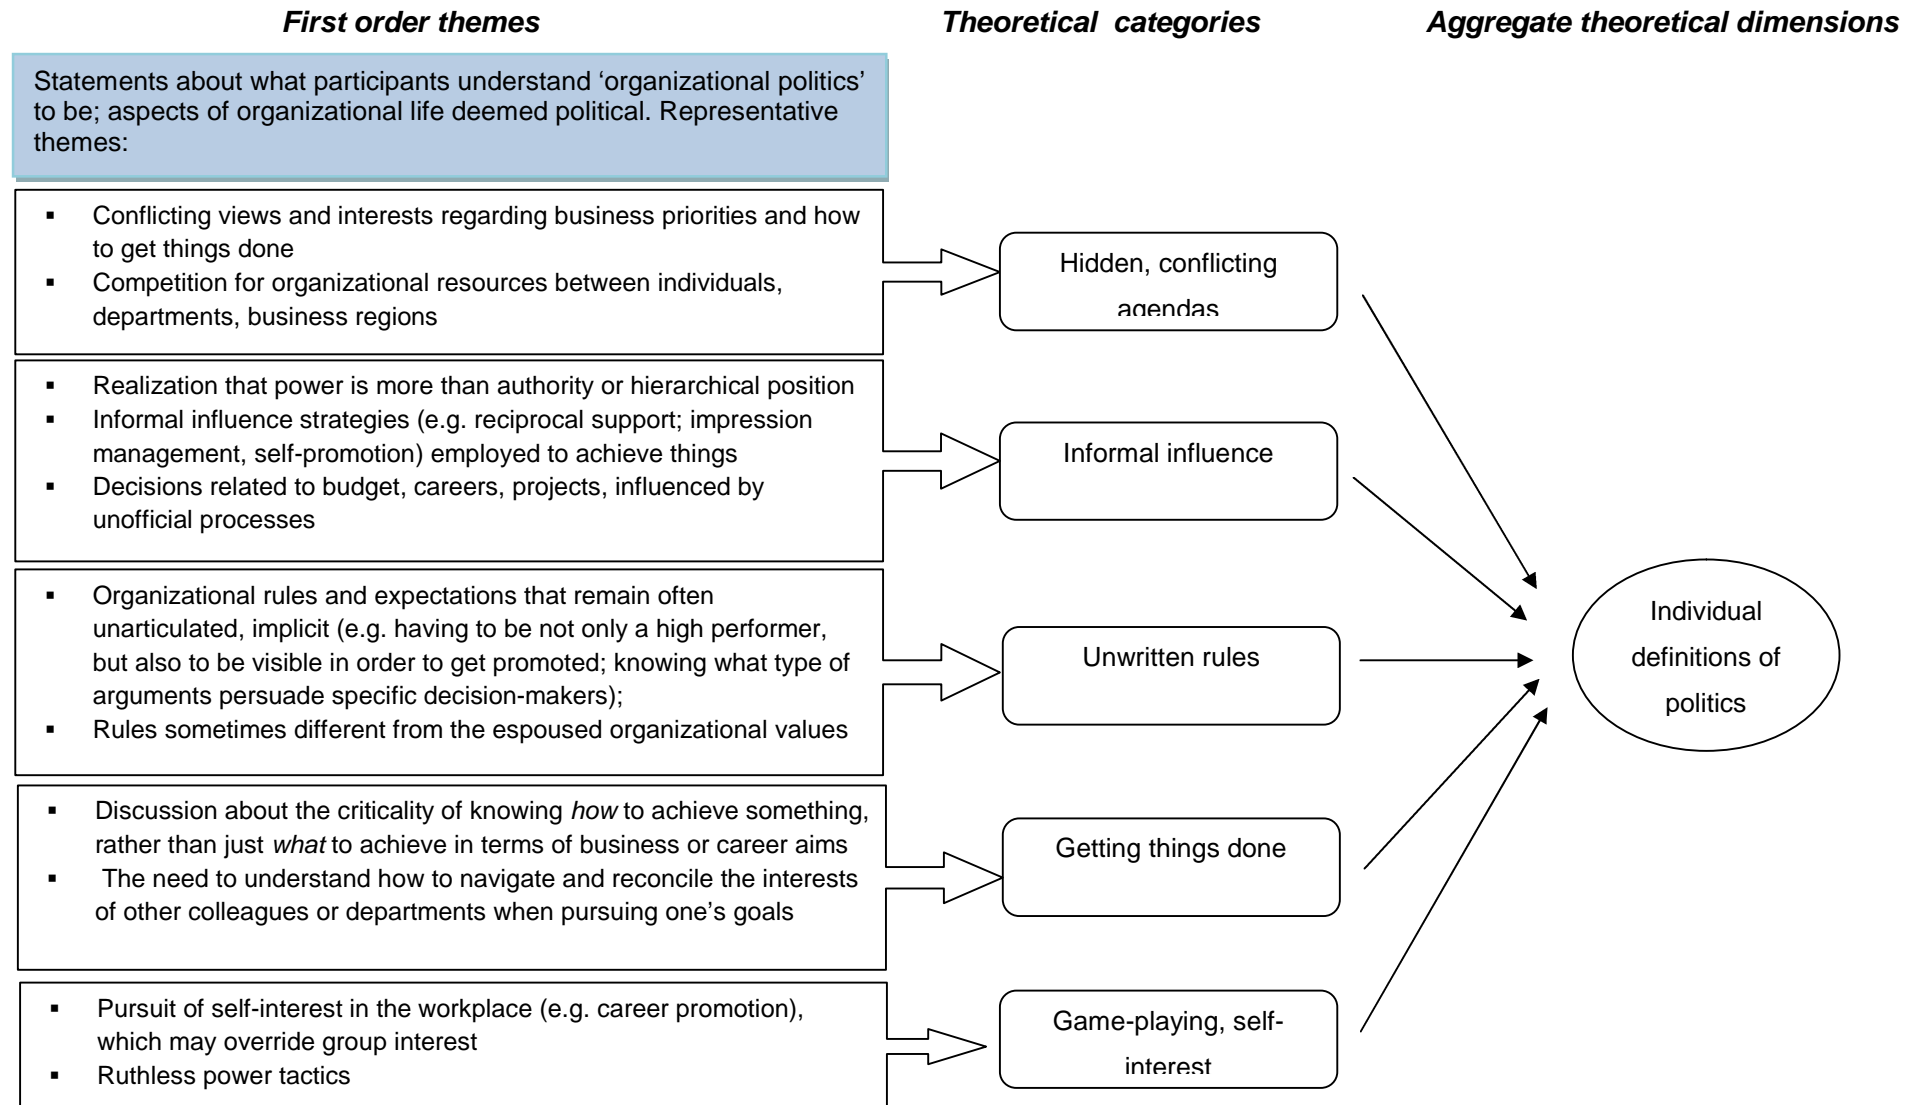 First order themes
Theoretical categories
Aggregate theoretical dimensions
Statements about what participants understand ‘organizational politics’
to be; aspects of organizational life deemed political. Representative
themes:
▪ Conflicting views and interests regarding business priorities and how
to get things done
▪ Competition for organizational resources between individuals,
departments, business regions
Hidden, conflicting
agendas
▪ Realization that power is more than authority or hierarchical position
▪ Informal influence strategies (e.g. reciprocal support; impression
management, self-promotion) employed to achieve things
▪ Decisions related to budget, careers, projects, influenced by
unofficial processes
Informal influence
▪ Organizational rules and expectations that remain often
unarticulated, implicit (e.g. having to be not only a high performer,
but also to be visible in order to get promoted; knowing what type of
arguments persuade specific decision-makers);
▪ Rules sometimes different from the espoused organizational values
Unwritten rules
▪ Discussion about the criticality of knowing how to achieve something,
rather than just what to achieve in terms of business or career aims
▪ The need to understand how to navigate and reconcile the interests
of other colleagues or departments when pursuing one’s goals
Getting things done
▪ Pursuit of self-interest in the workplace (e.g. career promotion),
which may override group interest
▪ Ruthless power tactics
Game-playing, self-
interest
Individual
definitions of
politics